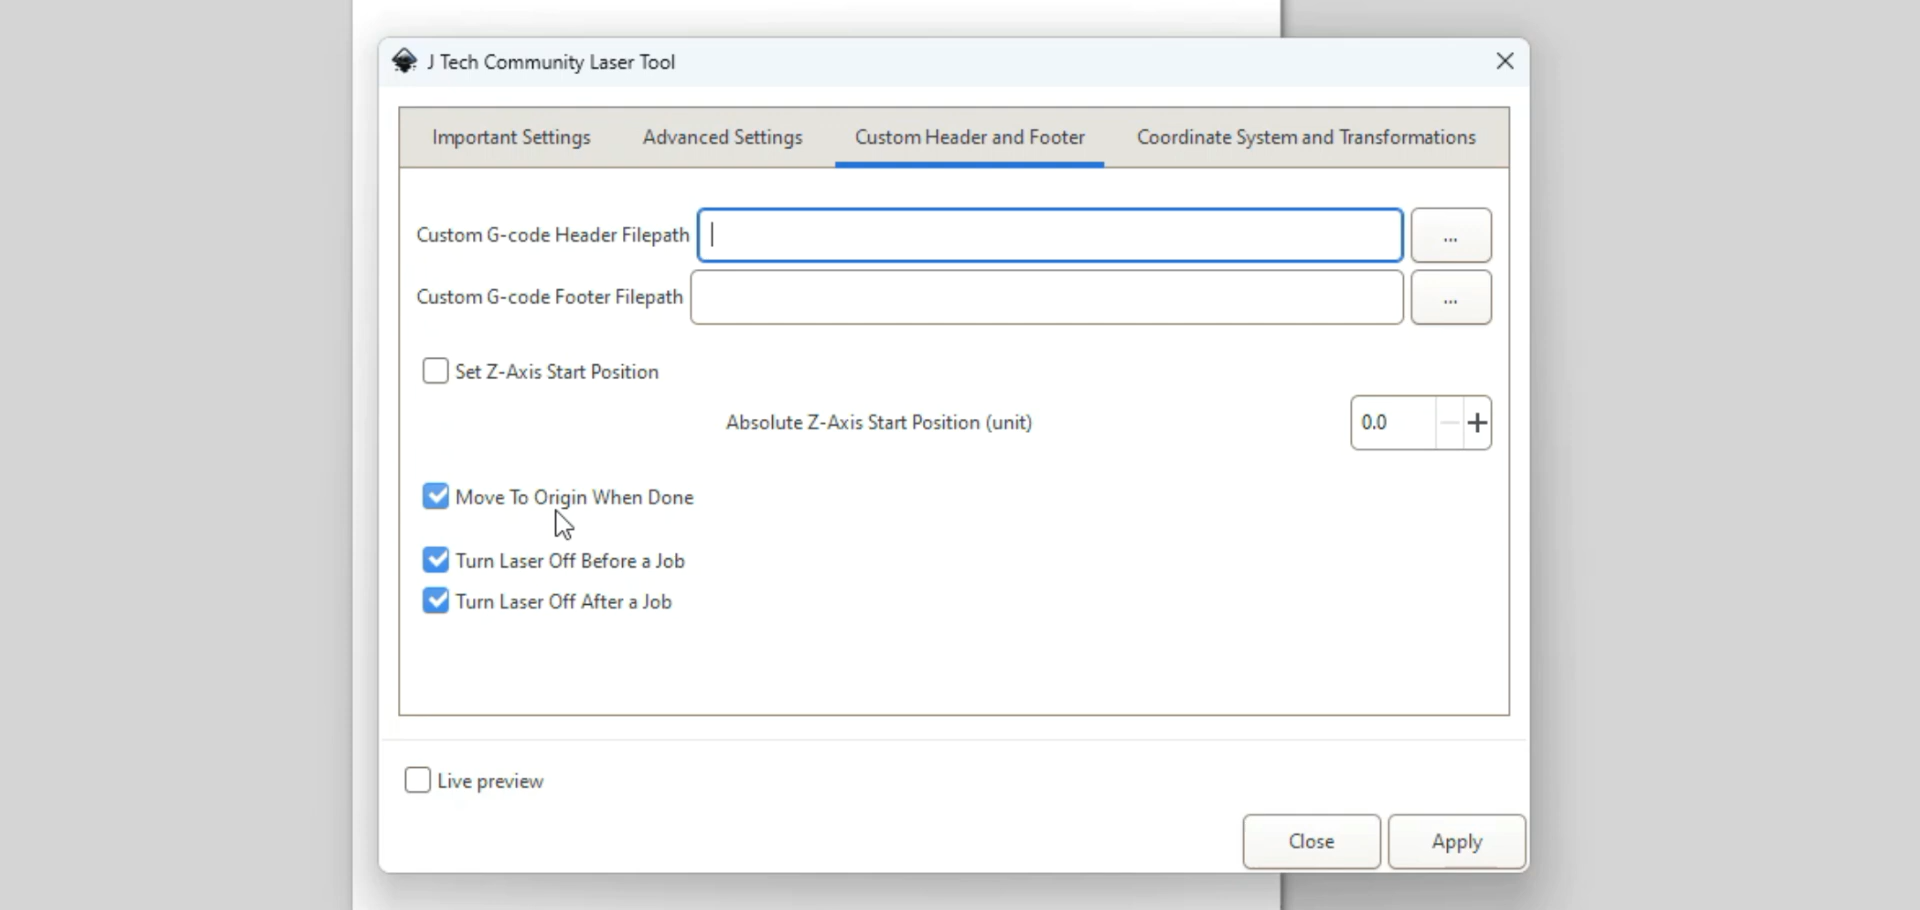 J Tech Community Laser Tool
Important Settings Advanced Settings Custom Header and Footer Coordinate System and Transformations
Custom G-code Header Filepath ...
Custom G-code Footer Filepath ...
Set Z-Axis Start Position
Absolute Z-Axis Start Position (unit) 0.0
Move To Origin When Done
Turn Laser Off Before a Job
Turn Laser Off After a Job
Live preview
Close Apply